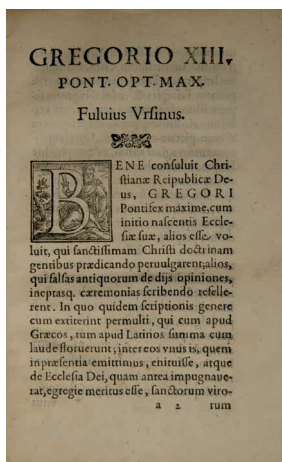 GREGORIO XIII.
PONT. OPT. MAX.
Fuluius Vrsinus.
BENE consuluit Chri-
stianæ Reipublicæ De-
us, GREGORI
Pontifex maxime, cum
initio nascentis Eccle-
siæ suæ, alios esse vo-
luit, qui sanctissimam Christi doctrinam
gentibus prædicando peruulgarent; alios,
qui falsas antiquorum de dijs opiniones,
ineptasq. cæremonias scribendo refelle-
rent. In quo quidem scriptionis genere
cum extiterint permulti, qui cum apud
Græcos, tum apud Latinos summa cum
laude floruerunt; inter eos vnus is, quem
in præsentia emittimus, enituisse, atque
de Ecclesia Dei, quam antea impugnaue-
rat, egregie meritus esse, sanctorum viro-
a 2 rum